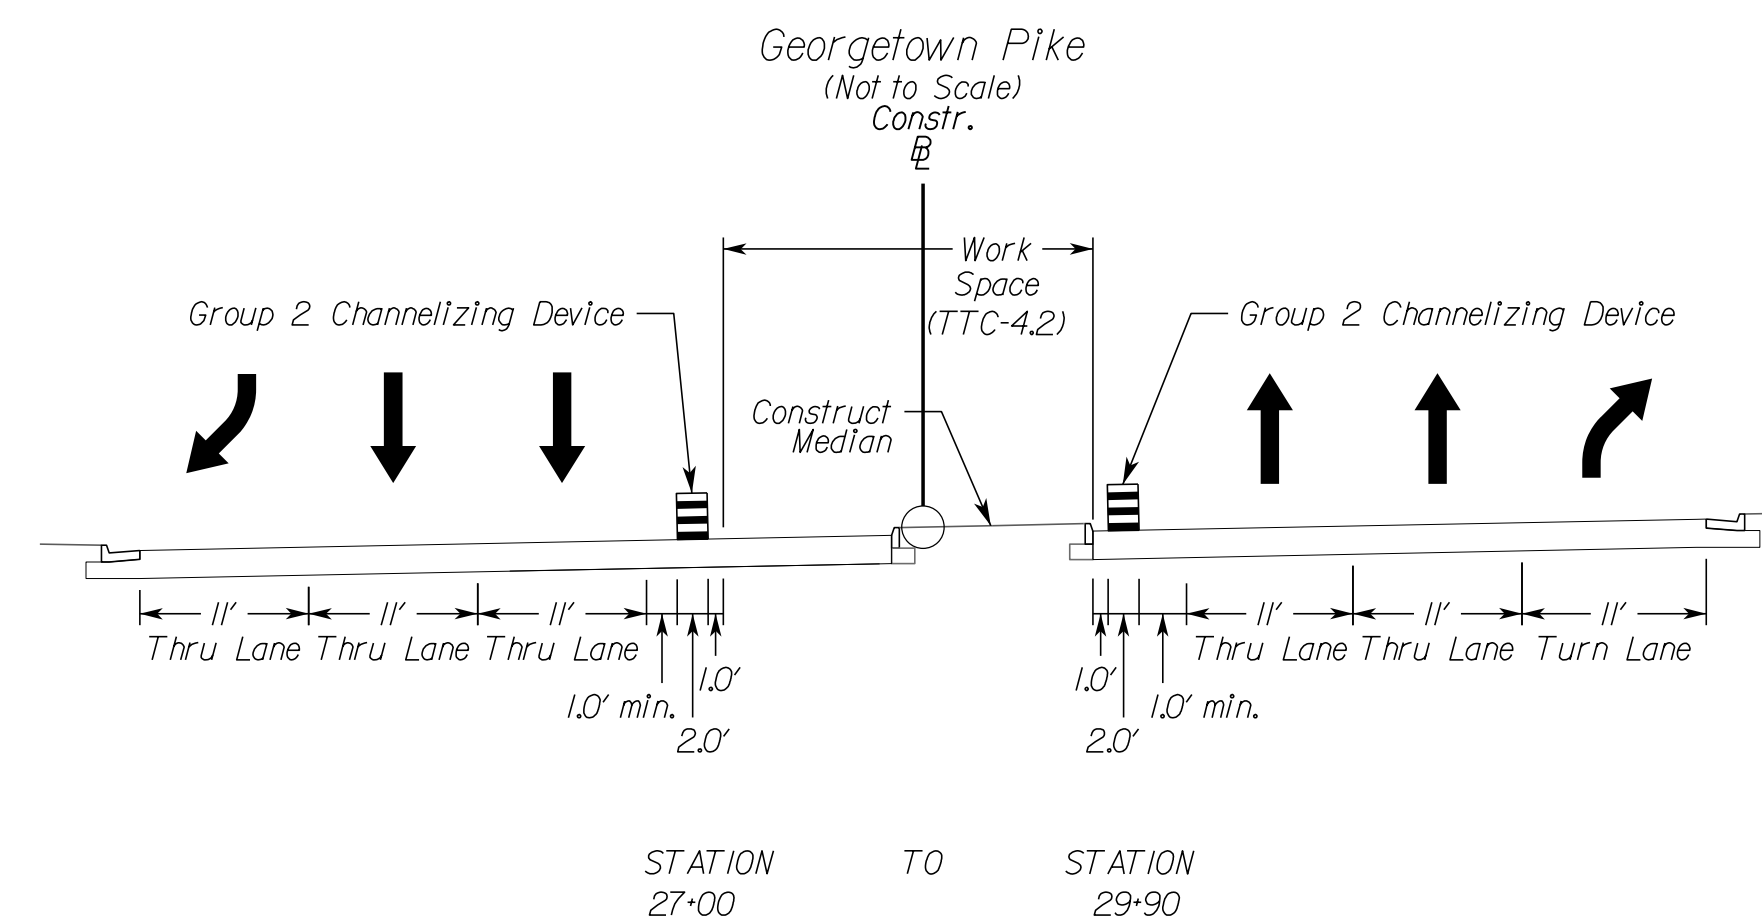 Georgetown Pike
(Not to Scale)
Constr.
BL
Work
Space
(TTC-4.2)
Group 2 Channelizing Device
Group 2 Channelizing Device
Construct
Median
11'
11'
11'
11'
11'
11'
Thru Lane
Thru Lane
Thru Lane
Thru Lane
Thru Lane
Turn Lane
1.0'
1.0' min.
2.0'
1.0'
1.0' min.
2.0'
STATION TO STATION
27+00 29+90